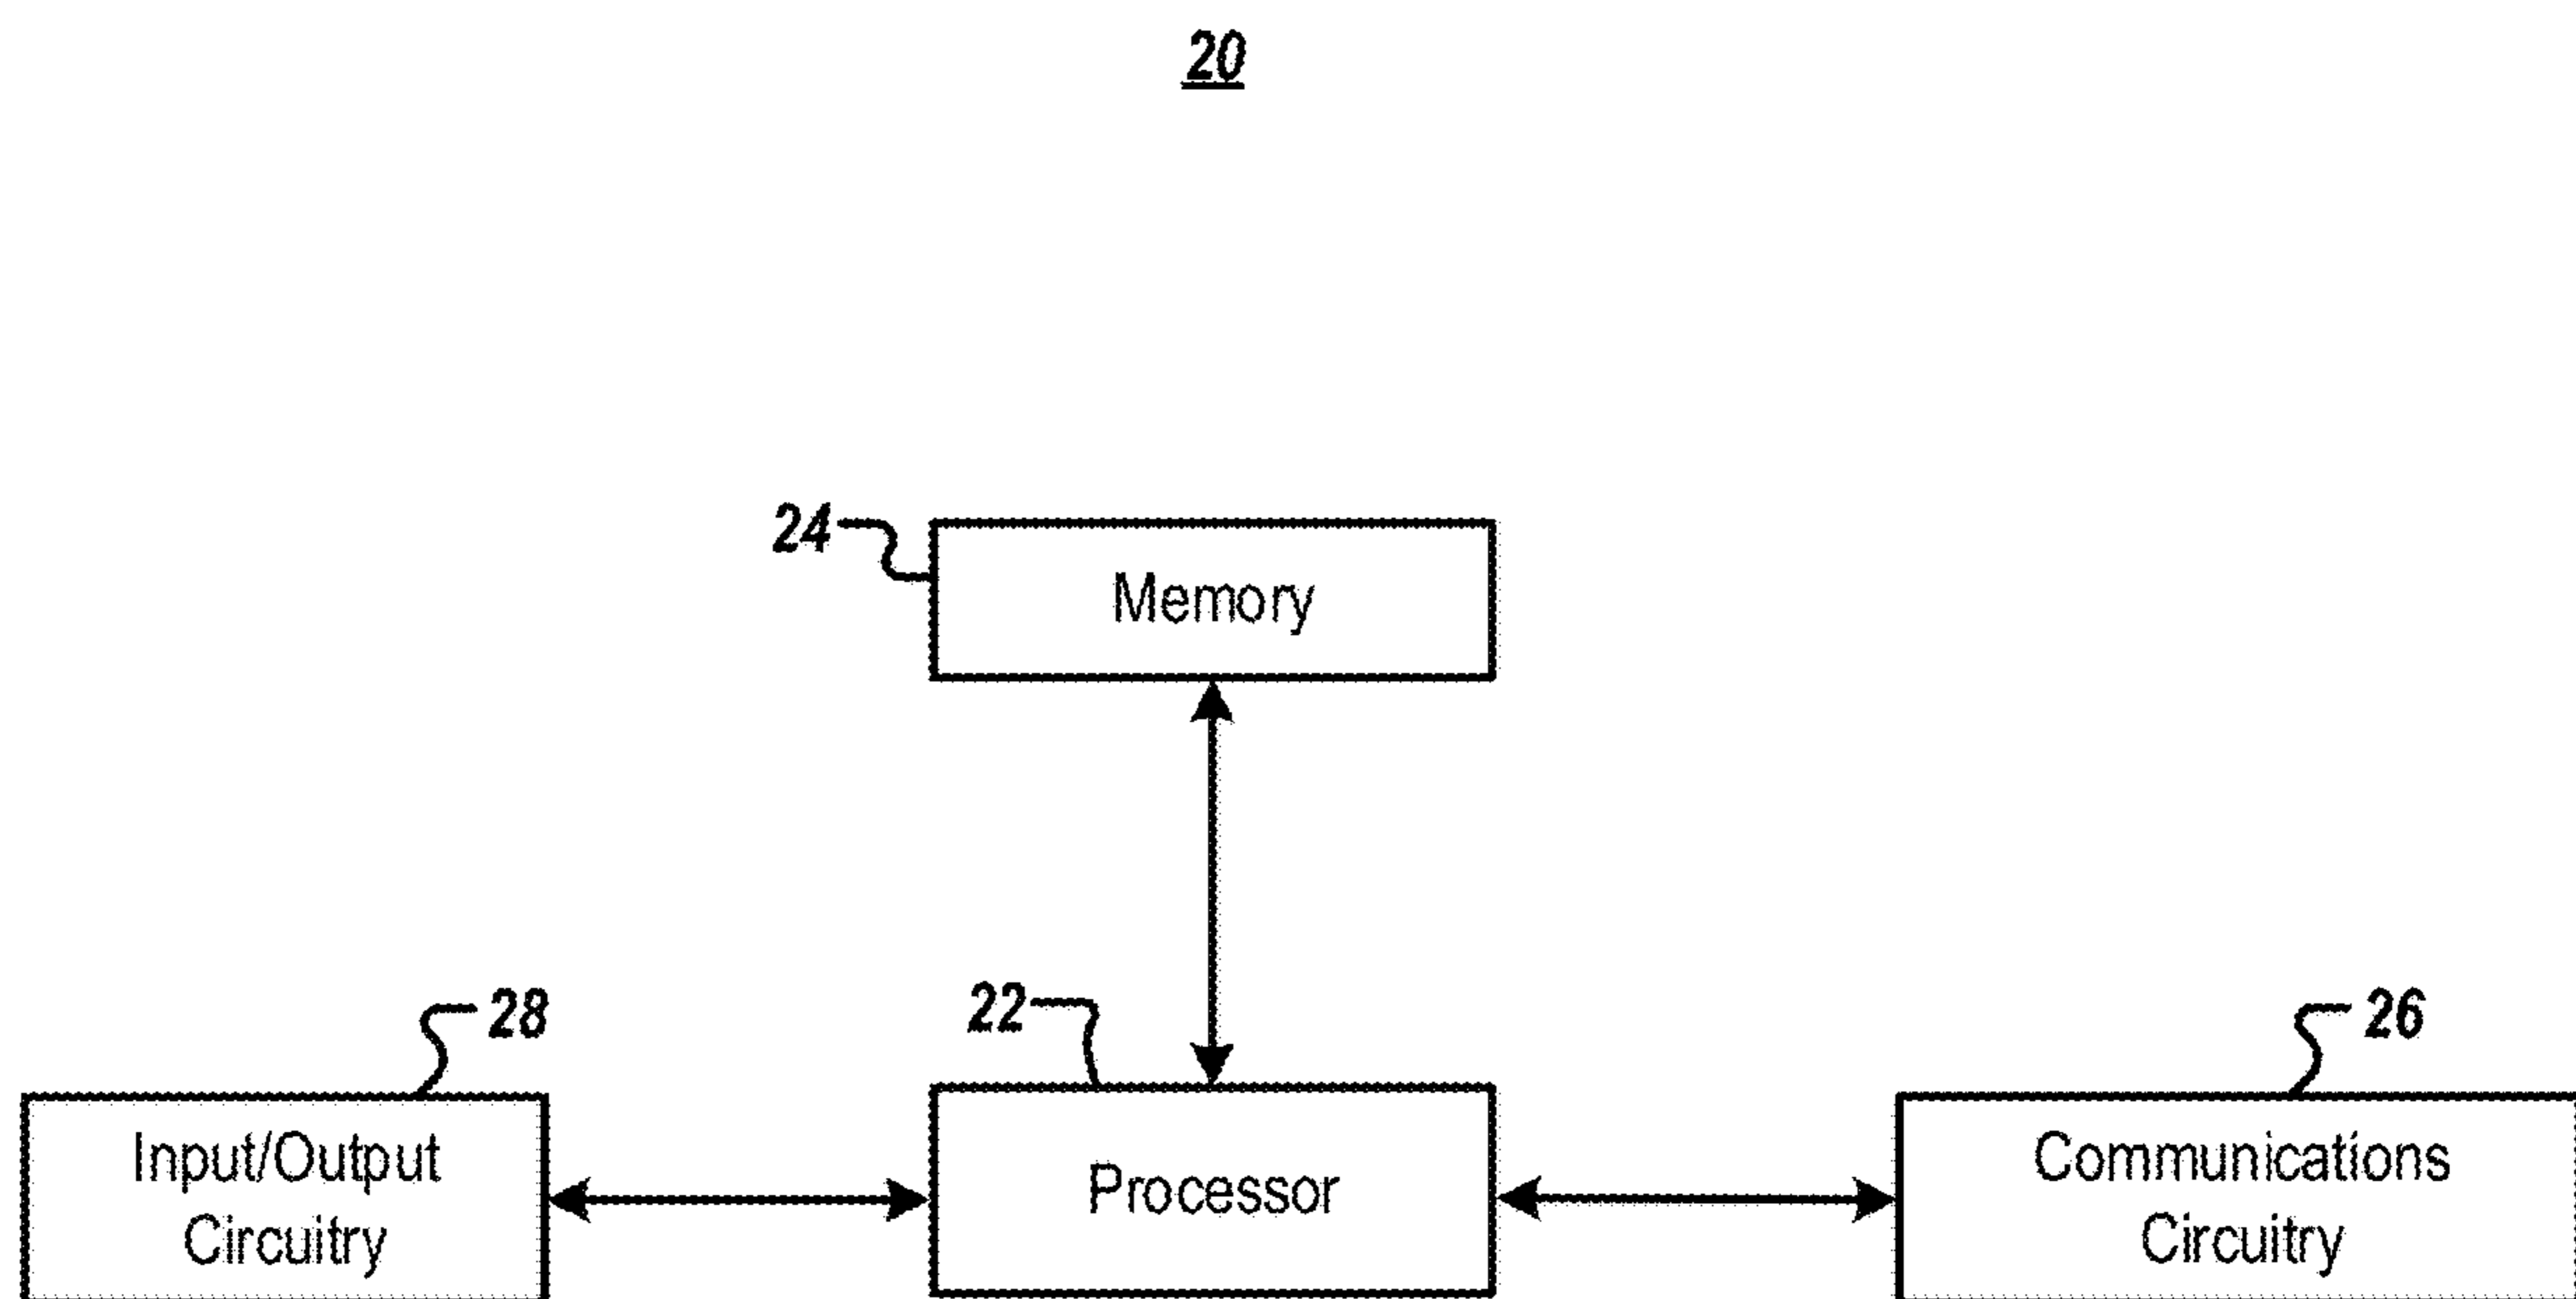 20
24
Memory
28
22
26
Input/Output
Circuitry
Processor
Communications
Circuitry